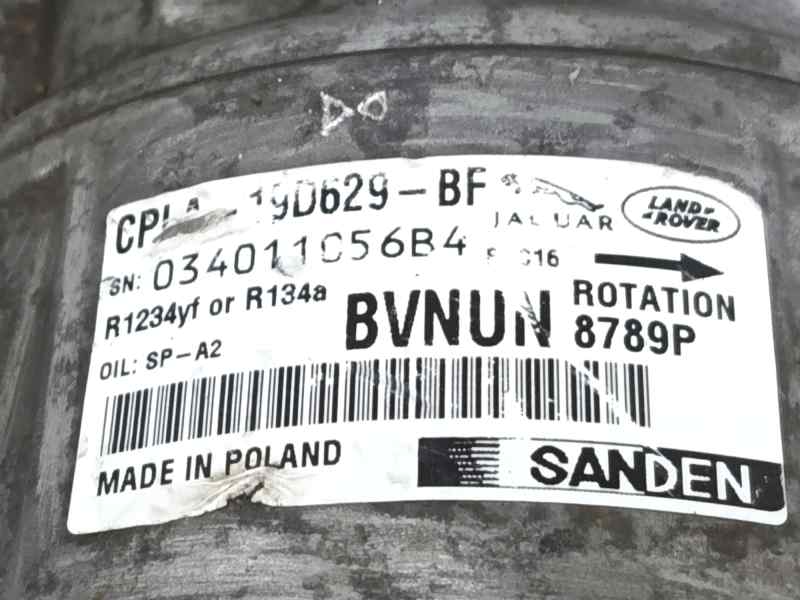 19D629-BF JAGUAR LAND ROVER
SN: 034011C56B4
R1234yf or R134a BVNUN ROTATION
8789P
OIL: SP-A2
MADE IN POLAND SANDEN